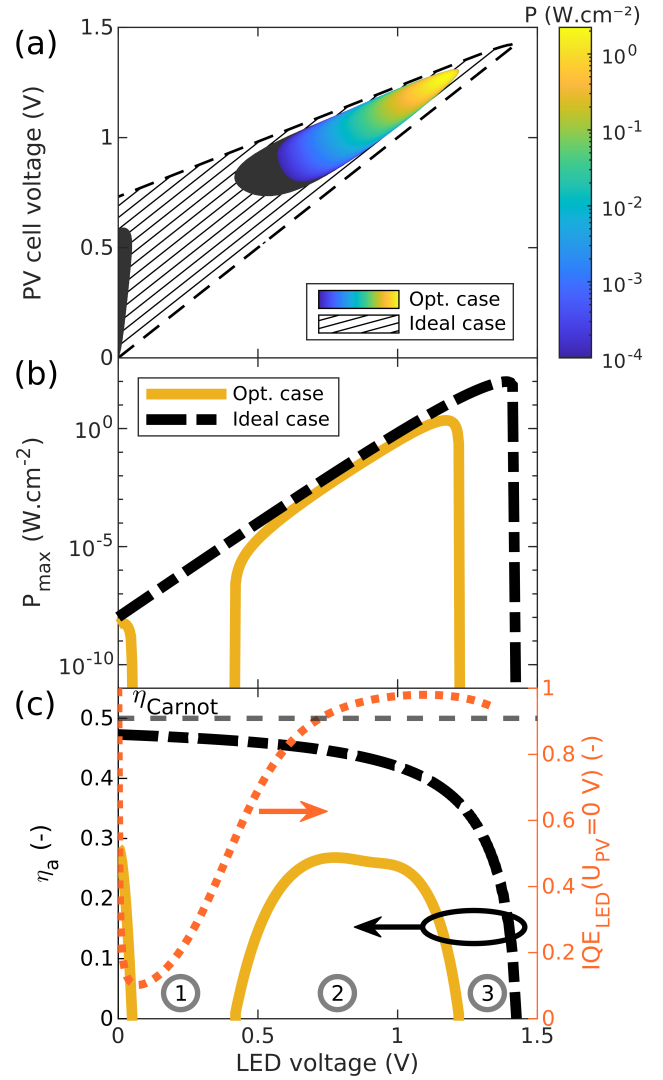 P (W.cm⁻²)
(a)
1.5
1
0.5
0
PV cell voltage (V)
Opt. case
Ideal case
10⁰
10⁻¹
10⁻²
10⁻³
10⁻⁴
(b)
Opt. case
Ideal case
10⁰
10⁻⁵
10⁻¹⁰
P_max (W.cm⁻²)
(c)
η_Carnot
0.5
0.4
0.3
0.2
0.1
0
η_a (-)
1
0.8
0.6
0.4
0.2
0
IQE_LED(U_PV=0 V) (-)
1 2 3
0 0.5 1 1.5
LED voltage (V)